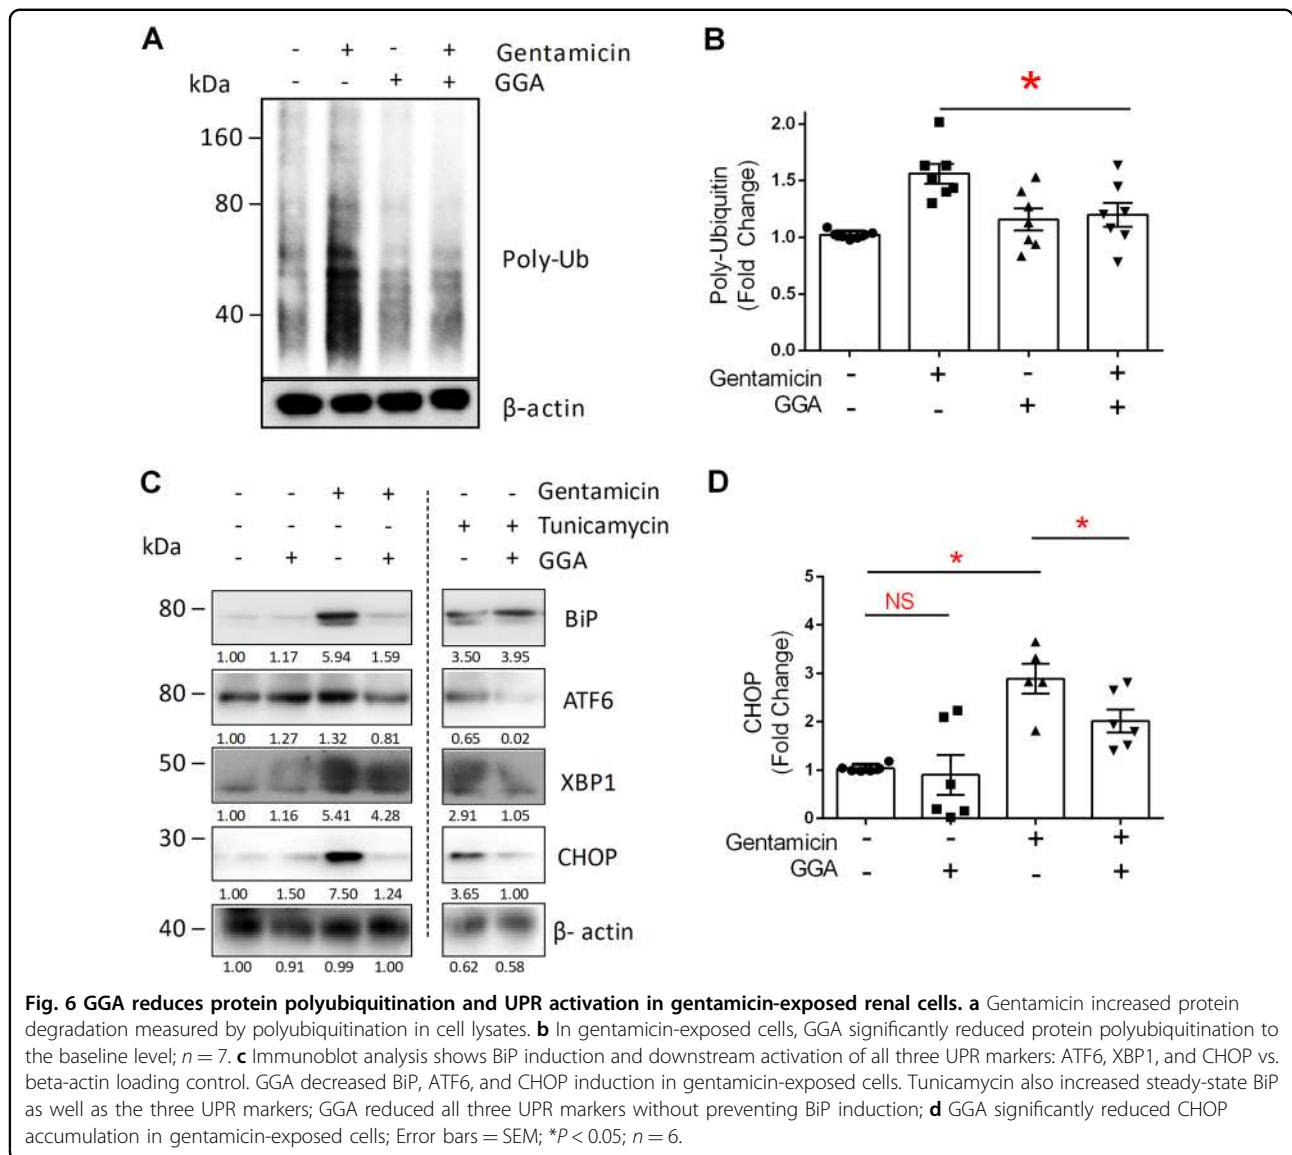 A
- + - + Gentamicin
kDa - - + + GGA
160
80
Poly-Ub
40
β-actin
B
*
2.0
1.5
1.0
0.5
0.0
Poly-Ubiquitin
(Fold Change)
Gentamicin - + - +
GGA - - + +
C
- - + + - - Gentamicin
- - - - + + Tunicamycin
kDa - + - + - + GGA
80 BiP
1.00 1.17 5.94 1.59 3.50 3.95
80 ATF6
1.00 1.27 1.32 0.81 0.65 0.02
50 XBP1
1.00 1.16 5.41 4.28 2.91 1.05
30 CHOP
1.00 1.50 7.50 1.24 3.65 1.00
40 β- actin
1.00 0.91 0.99 1.00 0.62 0.58
D
*
*
NS
5
4
3
2
1
0
CHOP
(Fold Change)
Gentamicin - - + +
GGA - + - +
Fig. 6 GGA reduces protein polyubiquitination and UPR activation in gentamicin-exposed renal cells. a Gentamicin increased protein
degradation measured by polyubiquitination in cell lysates. b In gentamicin-exposed cells, GGA significantly reduced protein polyubiquitination to
the baseline level; n = 7. c Immunoblot analysis shows BiP induction and downstream activation of all three UPR markers: ATF6, XBP1, and CHOP vs.
beta-actin loading control. GGA decreased BiP, ATF6, and CHOP induction in gentamicin-exposed cells. Tunicamycin also increased steady-state BiP
as well as the three UPR markers; GGA reduced all three UPR markers without preventing BiP induction; d GGA significantly reduced CHOP
accumulation in gentamicin-exposed cells; Error bars = SEM; *P < 0.05; n = 6.